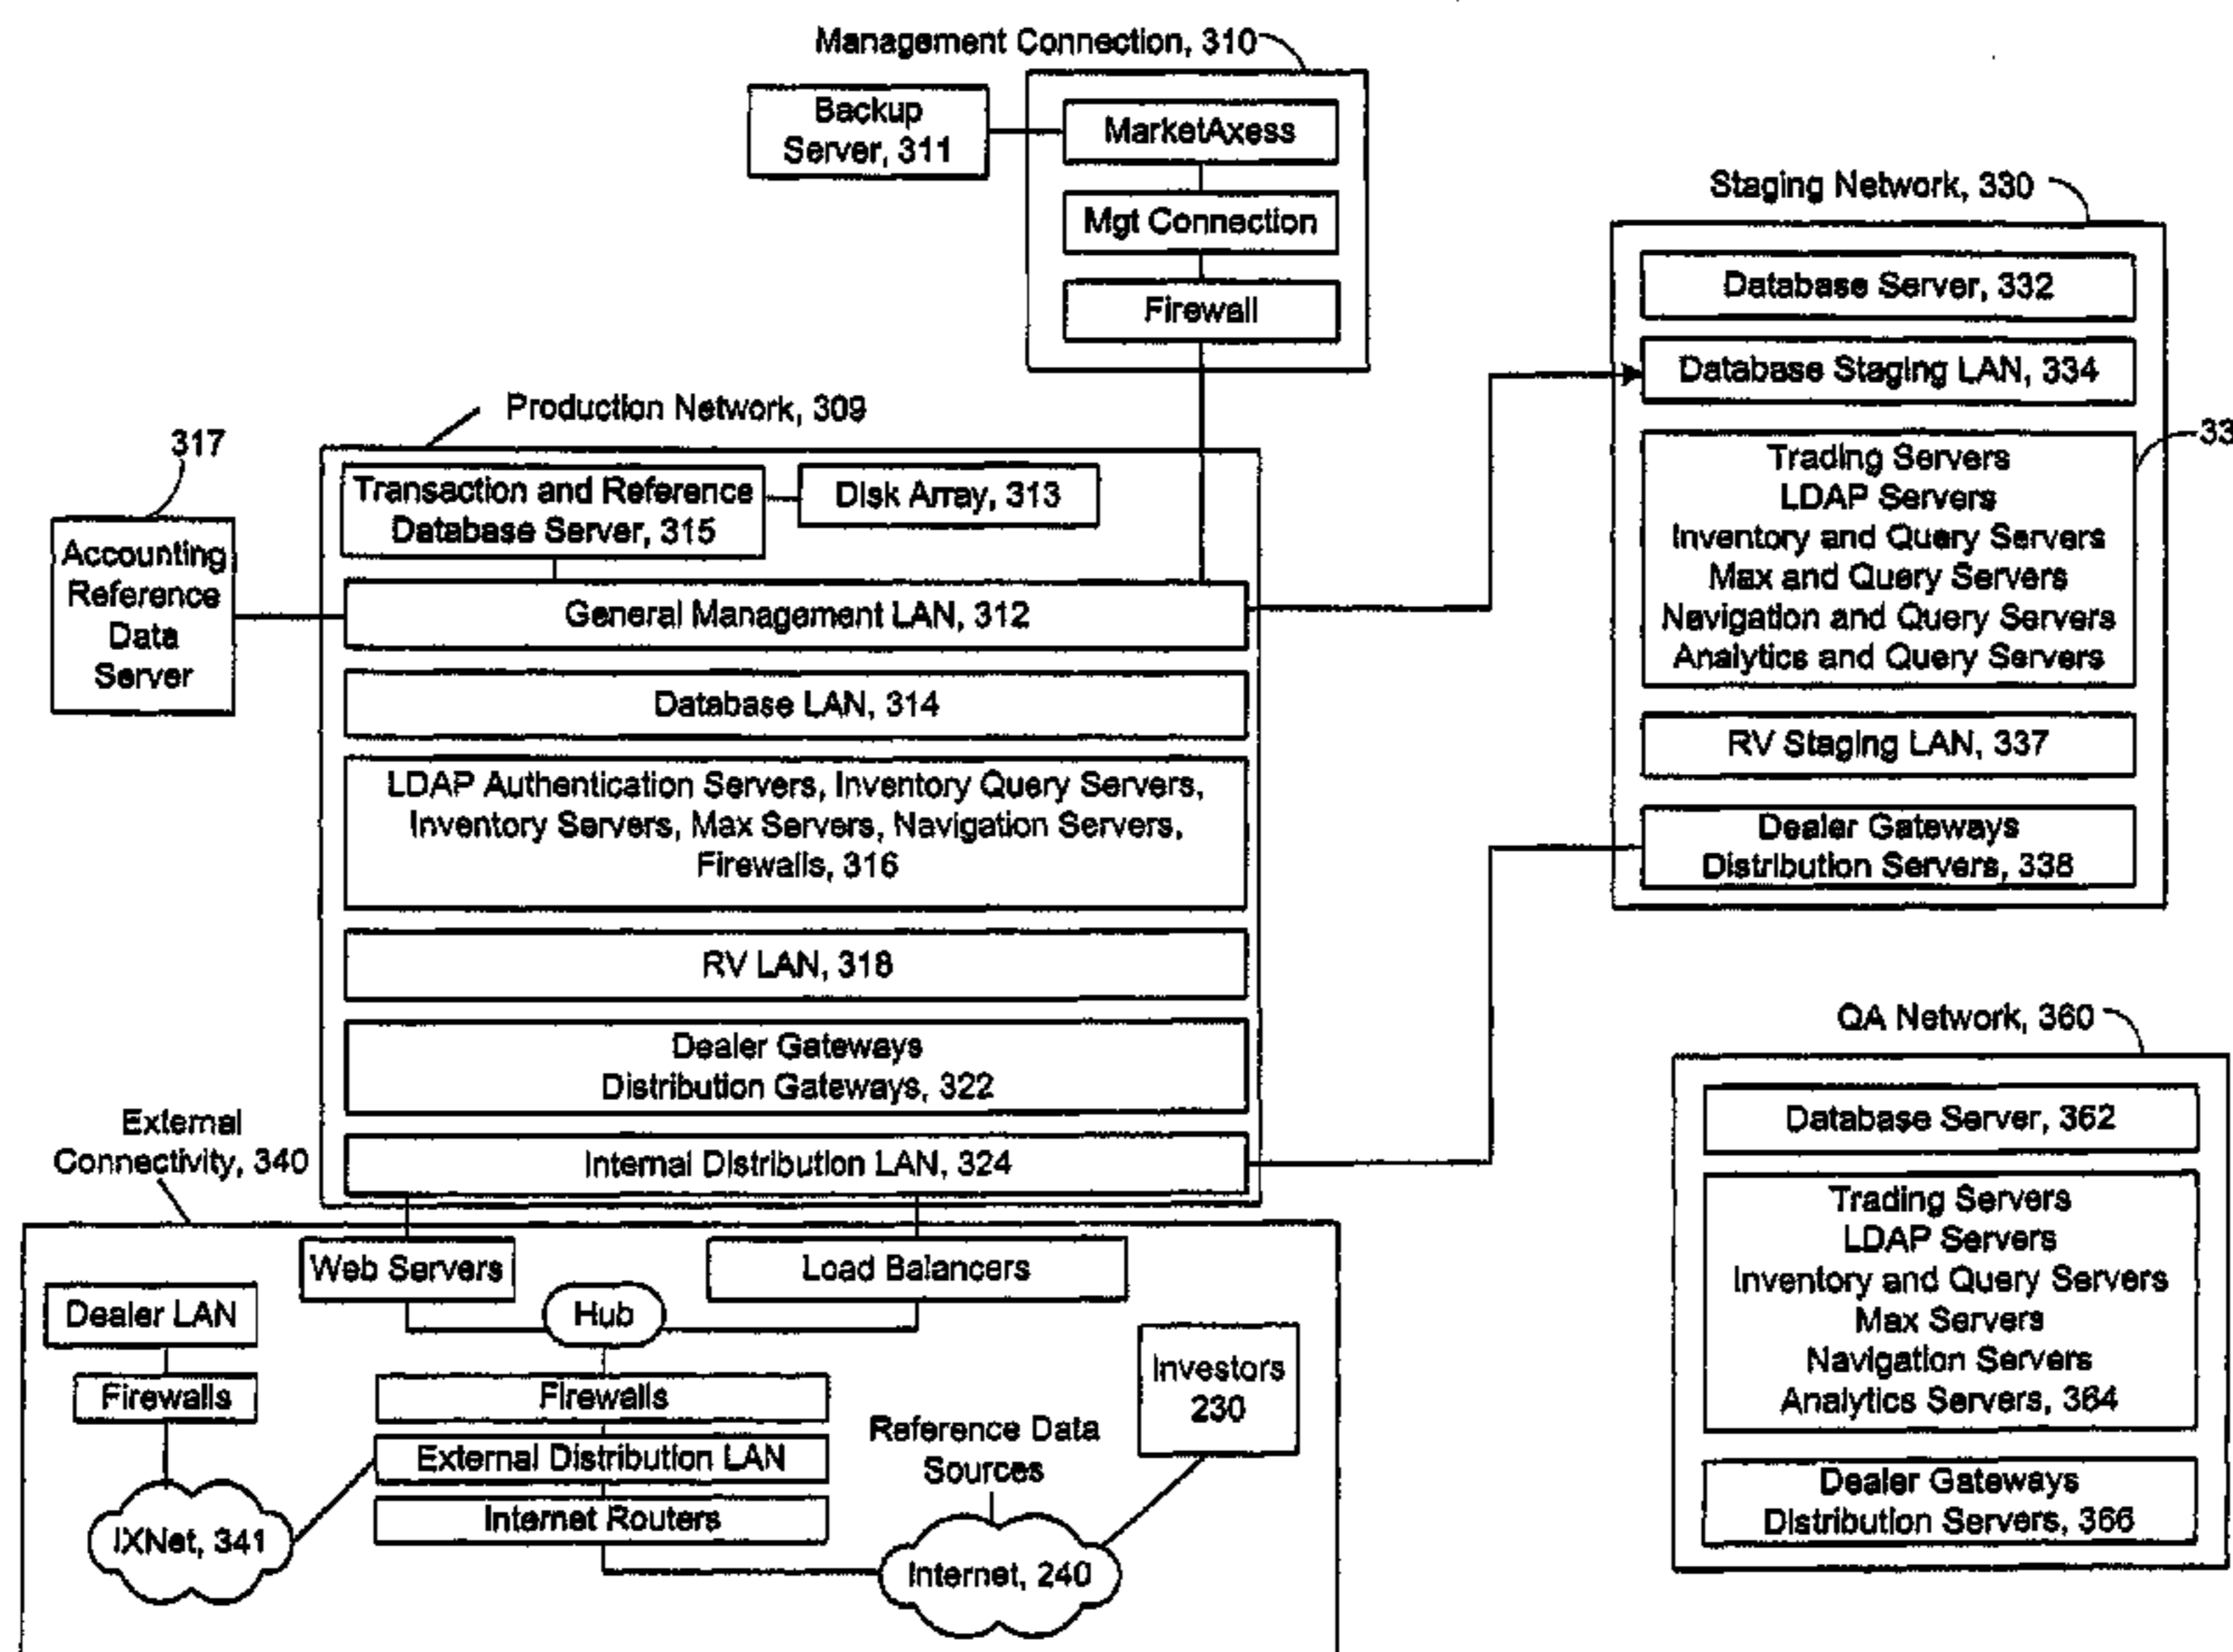 Management Connection, 310
Backup
Server, 311
MarketAxess
Mgt Connection
Firewall
Staging Network, 330
Database Server, 332
Database Staging LAN, 334
Trading Servers
LDAP Servers
Inventory and Query Servers
Max and Query Servers
Navigation and Query Servers
Analytics and Query Servers
33
RV Staging LAN, 337
Dealer Gateways
Distribution Servers, 338
Production Network, 309
317
Accounting
Reference
Data
Server
Transaction and Reference
Database Server, 315
Disk Array, 313
General Management LAN, 312
Database LAN, 314
LDAP Authentication Servers, Inventory Query Servers,
Inventory Servers, Max Servers, Navigation Servers,
Firewalls, 316
RV LAN, 318
Dealer Gateways
Distribution Gateways, 322
Internal Distribution LAN, 324
QA Network, 360
Database Server, 362
Trading Servers
LDAP Servers
Inventory and Query Servers
Max Servers
Navigation Servers
Analytics Servers, 364
Dealer Gateways
Distribution Servers, 366
External
Connectivity, 340
Web Servers
Load Balancers
Hub
Dealer LAN
Firewalls
IXNet, 341
Firewalls
External Distribution LAN
Internet Routers
Reference Data
Sources
Investors
230
Internet, 240